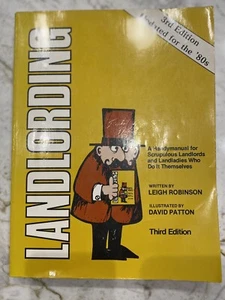 3rd Edition
Updated for the '80s
LANDLORDING
A Handymanual for
Scrupulous Landlords
and Landladies Who
Do It Themselves
WRITTEN BY
LEIGH ROBINSON
ILLUSTRATED BY
DAVID PATTON
Third Edition